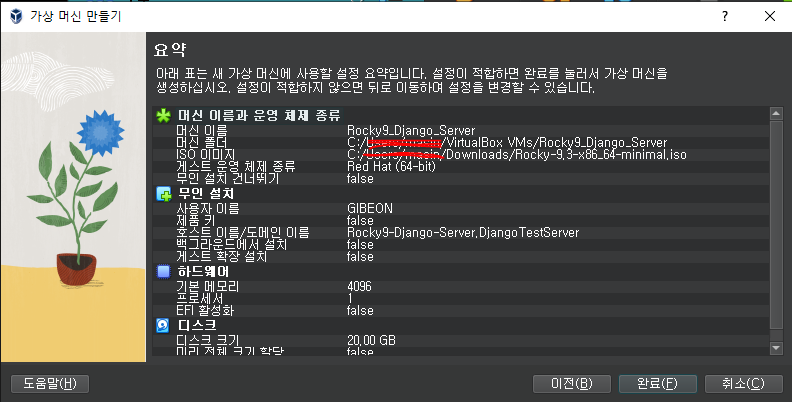 가상 머신 만들기
요약
아래 표는 새 가상 머신에 사용할 설정 요약입니다. 설정이 적합하면 완료를 눌러서 가상 머신을
생성하십시오. 설정이 적합하지 않으면 뒤로 이동하여 설정을 변경할 수 있습니다.
머신 이름과 운영 체제 종류
머신 이름 Rocky9_Django_Server
머신 폴더 C:/ /VirtualBox VMs/Rocky9_Django_Server
ISO 이미지 C:/ /Downloads/Rocky-9.3-x86_64-minimal.iso
게스트 운영 체제 종류 Red Hat (64-bit)
무인 설치 건너뛰기 false
무인 설치
사용자 이름 GIBEON
제품 키 false
호스트 이름/도메인 이름 Rocky9-Django-Server.DjangoTestServer
백그라운드에서 설치 false
게스트 확장 설치 false
하드웨어
기본 메모리 4096
프로세서 1
EFI 활성화 false
디스크
디스크 크기 20.00 GB
미리 전체 크기 할당 false
도움말(H) 이전(B) 완료(F) 취소(C)